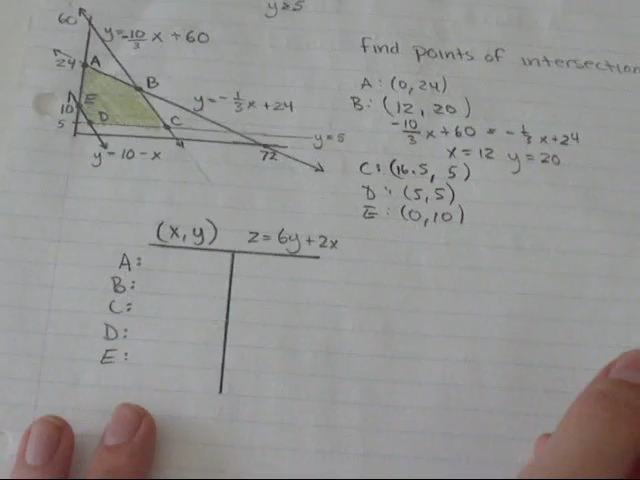 y≥5
60
y=-10/3 x + 60
24
A
B
y = -1/3 x + 24
E
10
D
C
5
y=5
y=10-x
72
find points of intersection
A: (0, 24)
B: (12, 20)
-10/3 x + 60 = -1/3 x + 24
x = 12 y = 20
C: (16.5, 5)
D: (5,5)
E: (0,10)
(x,y) z=6y+2x
A:
B:
C:
D:
E: